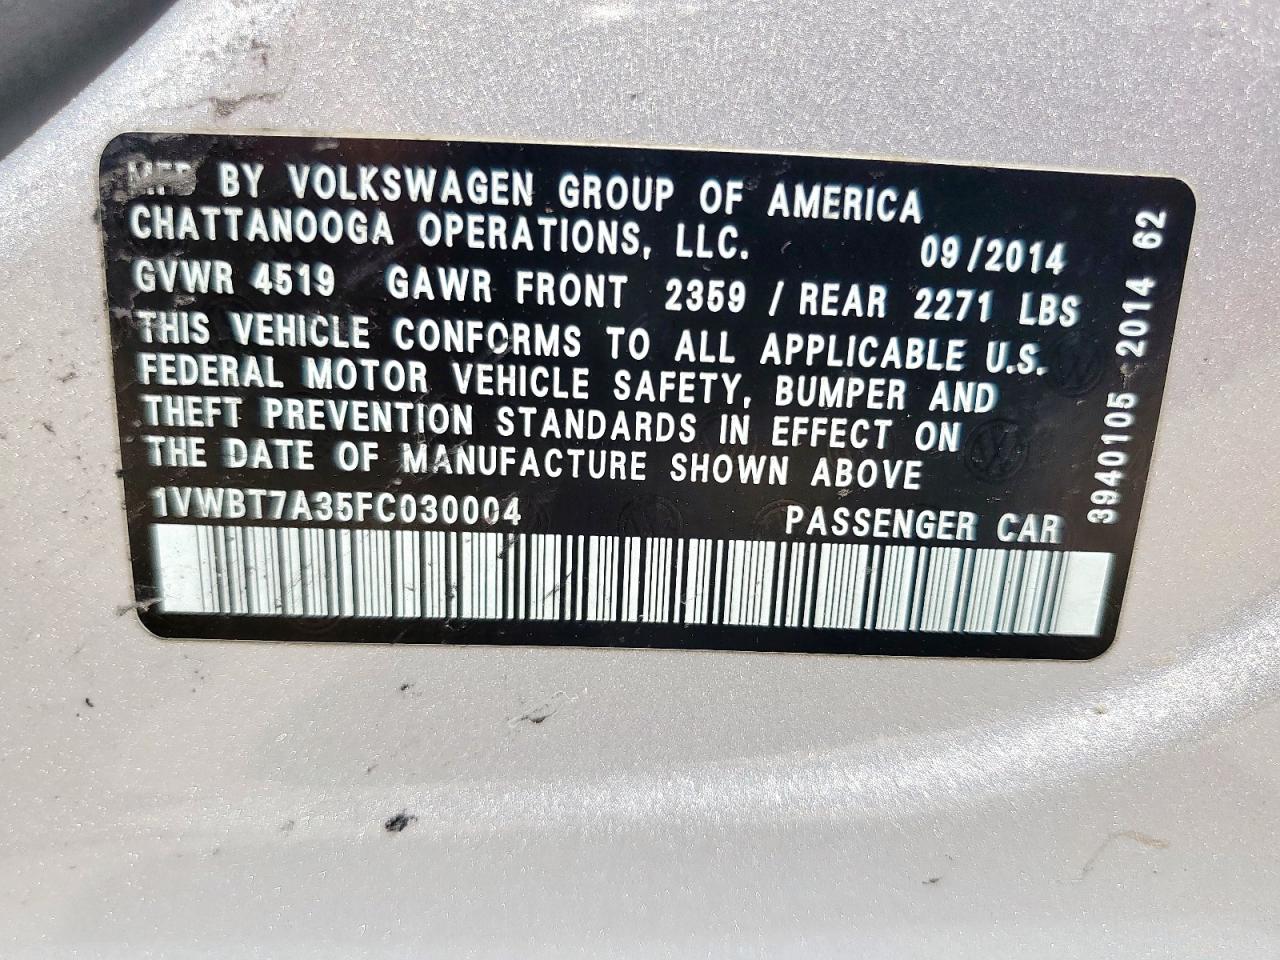 MFD BY VOLKSWAGEN GROUP OF AMERICA
CHATTANOOGA OPERATIONS, LLC. 09/2014
GVWR 4519 GAWR FRONT 2359 / REAR 2271 LBS
THIS VEHICLE CONFORMS TO ALL APPLICABLE U.S.
FEDERAL MOTOR VEHICLE SAFETY, BUMPER AND
THEFT PREVENTION STANDARDS IN EFFECT ON
THE DATE OF MANUFACTURE SHOWN ABOVE
1VWBT7A35FC030004 PASSENGER CAR
3940105 2014 62